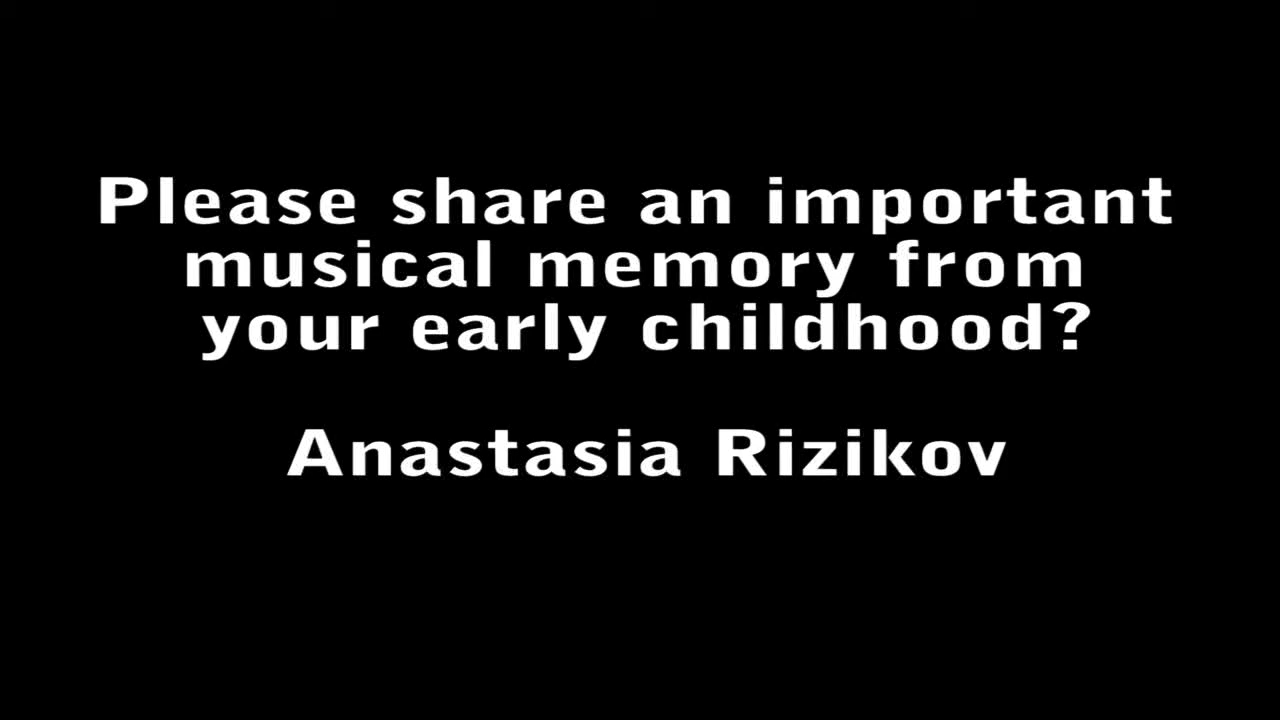 Please share an important
musical memory from
your early childhood?
Anastasia Rizikov